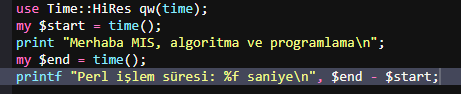 use Time::HiRes qw(time);
my $start = time();
print "Merhaba MIS, algoritma ve programlama\n";
my $end = time();
printf "Perl işlem süresi: %f saniye\n", $end - $start;